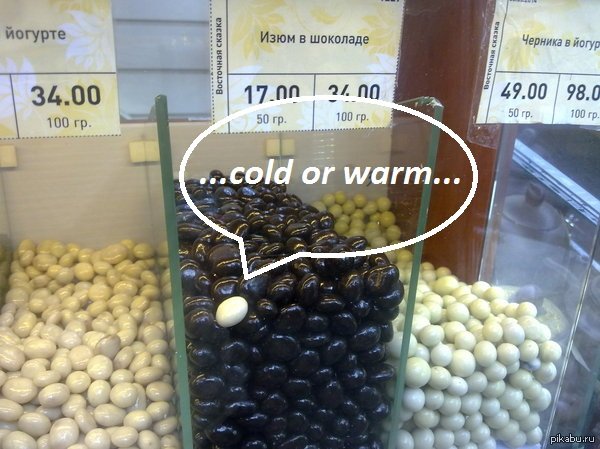 йогурте
34.00
100 гр.
Восточная сказка
Изюм в шоколаде
17.00 34.00
50 гр. 100 гр.
Восточная сказка
Черника в йогур
49.00 98.0
50 гр. 100 гр.
...cold or warm...
pikabu.ru